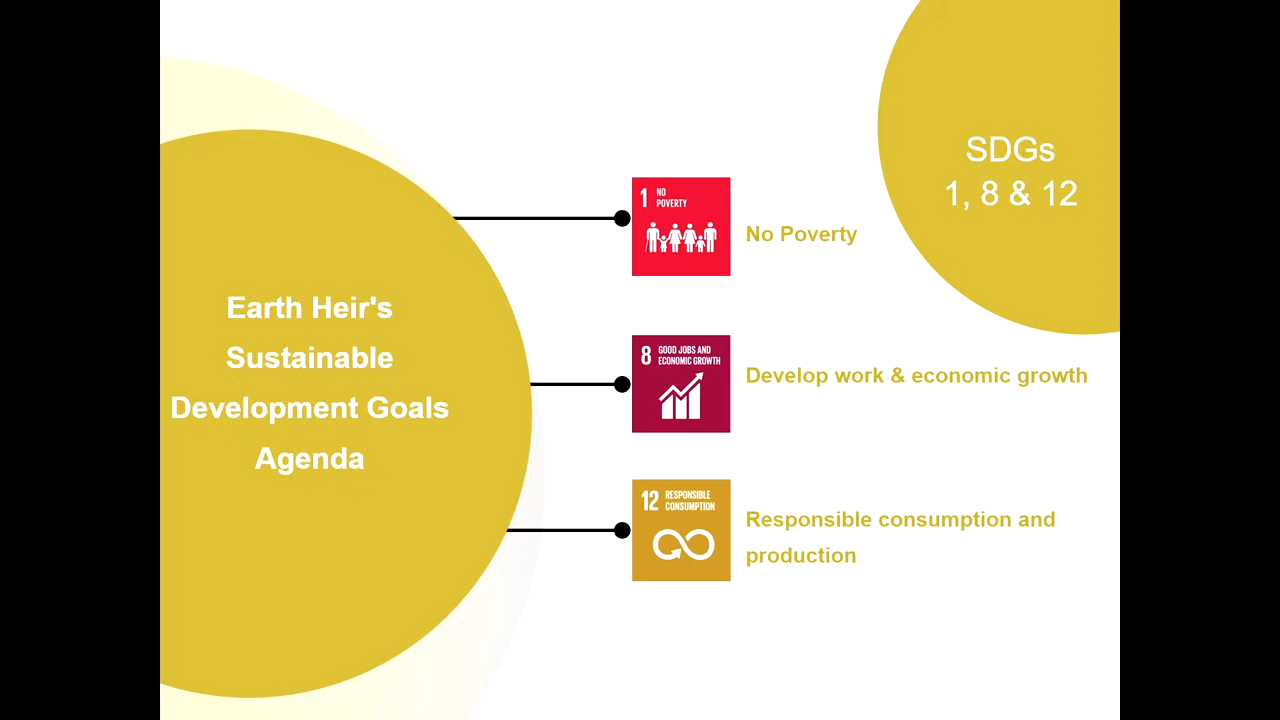 SDGs
1, 8 & 12
Earth Heir's
Sustainable
Development Goals
Agenda
1 NO
POVERTY
No Poverty
8 GOOD JOBS AND
ECONOMIC GROWTH
Develop work & economic growth
12 RESPONSIBLE
CONSUMPTION
Responsible consumption and
production